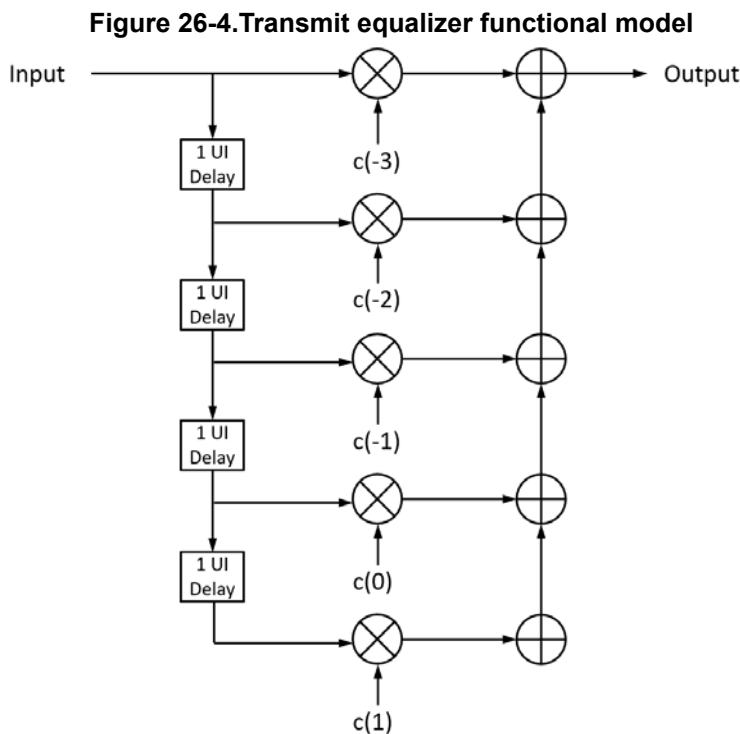 Figure 26-4.Transmit equalizer functional model
Input
Output
1 UI
Delay
c(-3)
1 UI
Delay
c(-2)
1 UI
Delay
c(-1)
1 UI
Delay
c(0)
c(1)